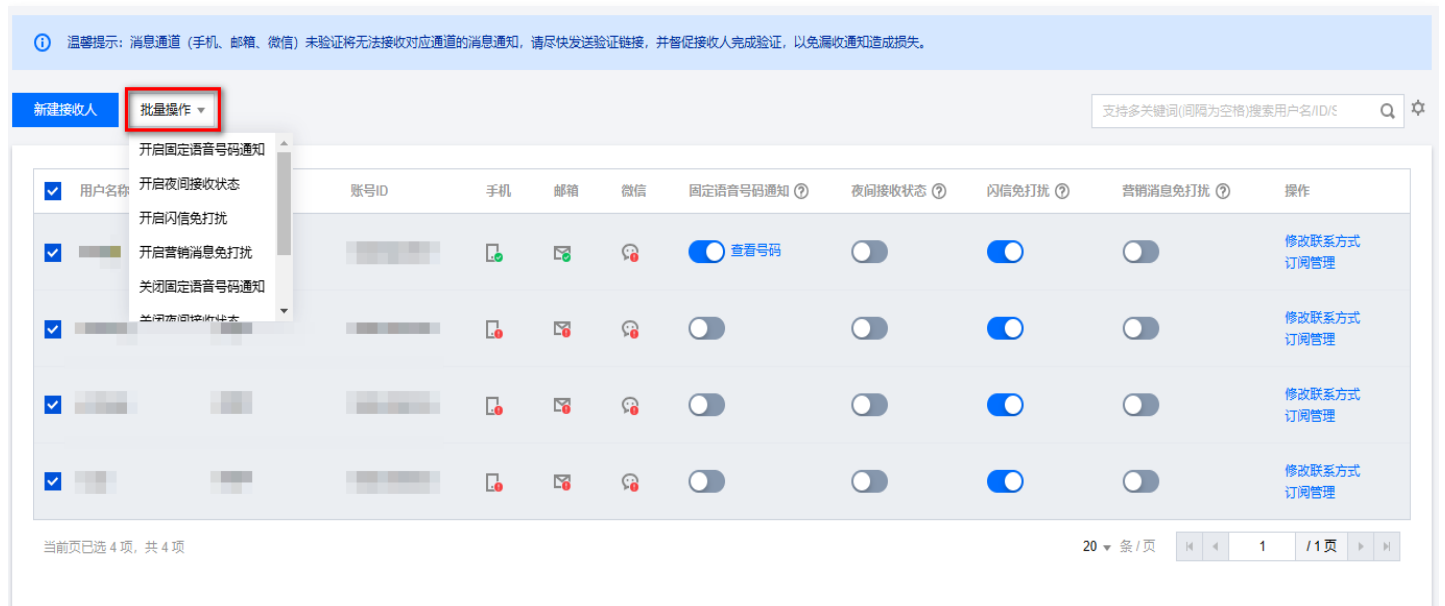 温馨提示：消息通道（手机、邮箱、微信）未验证将无法接收对应通道的消息通知，请尽快发送验证链接，并督促接收人完成验证，以免漏收通知造成损失。
新建接收人 批量操作 支持多关键词(间隔为空格)搜索用户名/ID/S
开启固定语音号码通知
开启夜间接收状态
开启闪信免打扰
开启营销消息免打扰
关闭固定语音号码通知
关闭夜间接收状态
用户名称 账号ID 手机 邮箱 微信 固定语音号码通知 夜间接收状态 闪信免打扰 营销消息免打扰 操作
查看号码 修改联系方式
订阅管理
修改联系方式
订阅管理
修改联系方式
订阅管理
修改联系方式
订阅管理
当前页已选 4 项，共 4 项 20 条 / 页 1 / 1 页